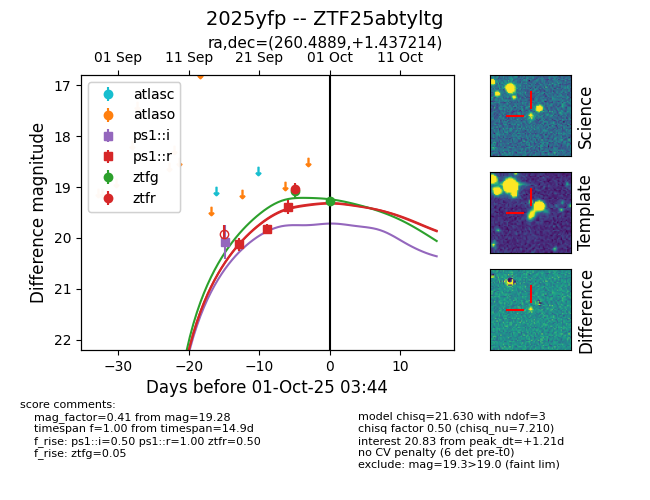 2025yfp -- ZTF25abtyltg
ra,dec=(260.4889,+1.437214)
01 Sep 11 Sep 21 Sep 01 Oct 11 Oct
17
18
19
20
21
22
Difference magnitude
atlasc
atlaso
ps1::i
ps1::r
ztfg
ztfr
−30 −20 −10 0 10
Days before 01-Oct-25 03:44
Science
Template
Difference
score comments:
mag_factor=0.41 from mag=19.28
timespan f=1.00 from timespan=14.9d
f_rise: ps1::i=0.50 ps1::r=1.00 ztfr=0.50
f_rise: ztfg=0.05
model chisq=21.630 with ndof=3
chisq factor 0.50 (chisq_nu=7.210)
interest 20.83 from peak_dt=+1.21d
no CV penalty (6 det pre-t0)
exclude: mag=19.3>19.0 (faint lim)